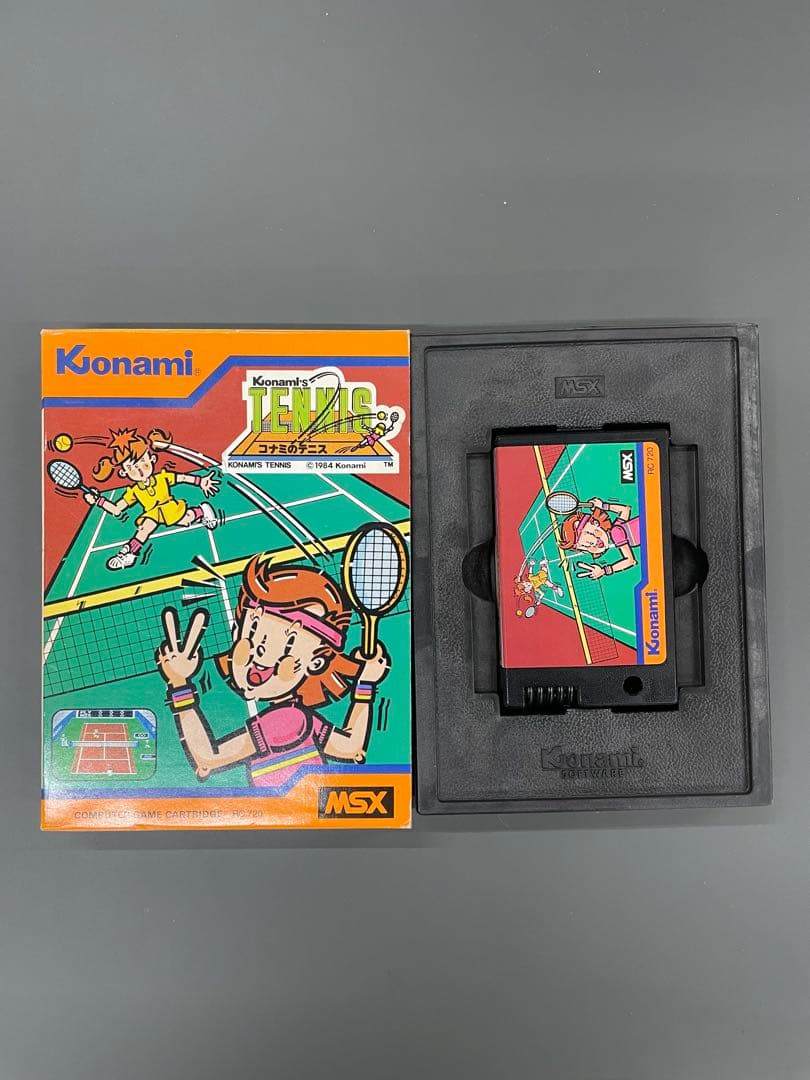 Konami®
Konami's
TENNIS
コナミのテニス
KONAMI'S TENNIS © 1984 Konami TM
MSX
COMPUTER GAME CARTRIDGE RC 720
MSX
MSX
RC 720
Konami®
Konami®
SOFTWARE